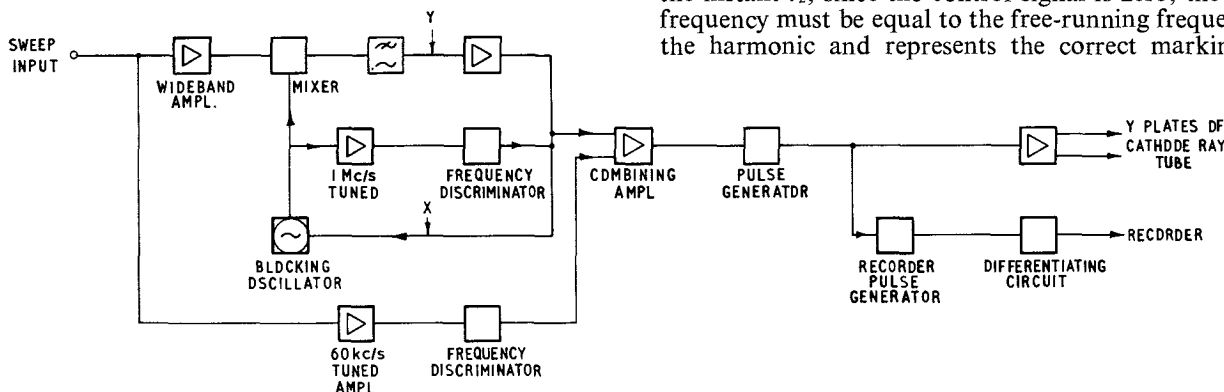 the instant t₂, since the control signal is zero, the
frequency must be equal to the free-running freque
the harmonic and represents the correct markin
SWEEP
INPUT
WIDEBAND
AMPL.
MIXER
Y
1 Mc/s
TUNED
FREQUENCY
DISCRIMINATOR
X
BLOCKING
OSCILLATOR
60 kc/s
TUNED
AMPL
FREQUENCY
DISCRIMINATOR
COMBINING
AMPL
PULSE
GENERATOR
Y PLATES OF
CATHODE RAY
TUBE
RECORDER
PULSE
GENERATOR
DIFFERENTIATING
CIRCUIT
RECORDER